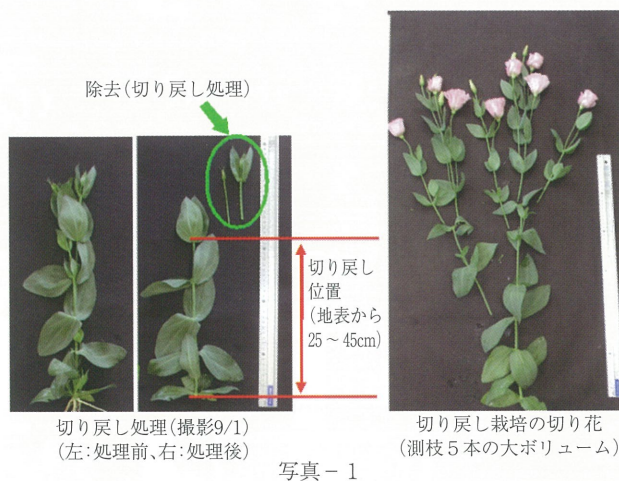 除去(切り戻し処理)
切り戻し
位置
(地表から
25～45cm)
切り戻し処理(撮影9/1)
(左:処理前、右:処理後)
切り戻し栽培の切り花
(測枝5本の大ボリューム)
写真－1